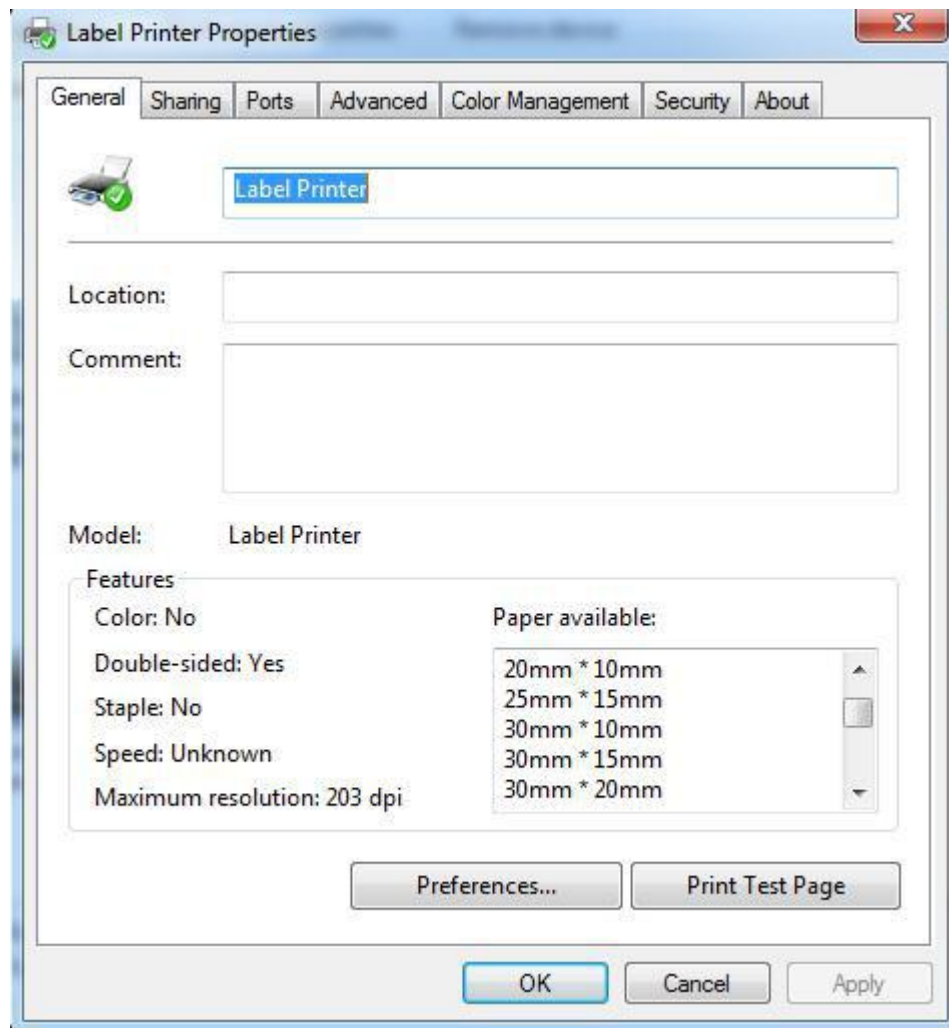 Label Printer Properties
General Sharing Ports Advanced Color Management Security About
Label Printer
Location:
Comment:
Model: Label Printer
Features
Color: No
Paper available:
Double-sided: Yes
Staple: No
Speed: Unknown
Maximum resolution: 203 dpi
20mm * 10mm
25mm * 15mm
30mm * 10mm
30mm * 15mm
30mm * 20mm
Preferences... Print Test Page
OK Cancel Apply